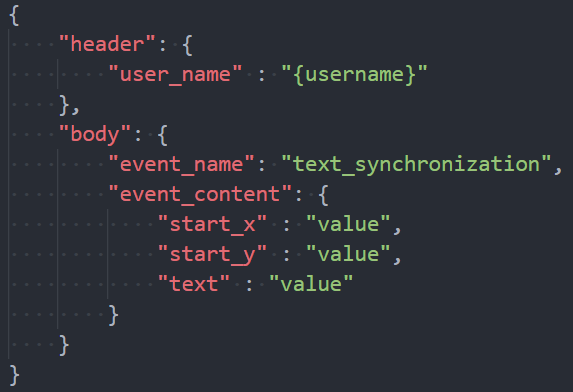 {
    "header": {
        "user_name" : "{username}"
    },
    "body": {
        "event_name": "text_synchronization",
        "event_content": {
            "start_x" : "value",
            "start_y" : "value",
            "text" : "value"
        }
    }
}